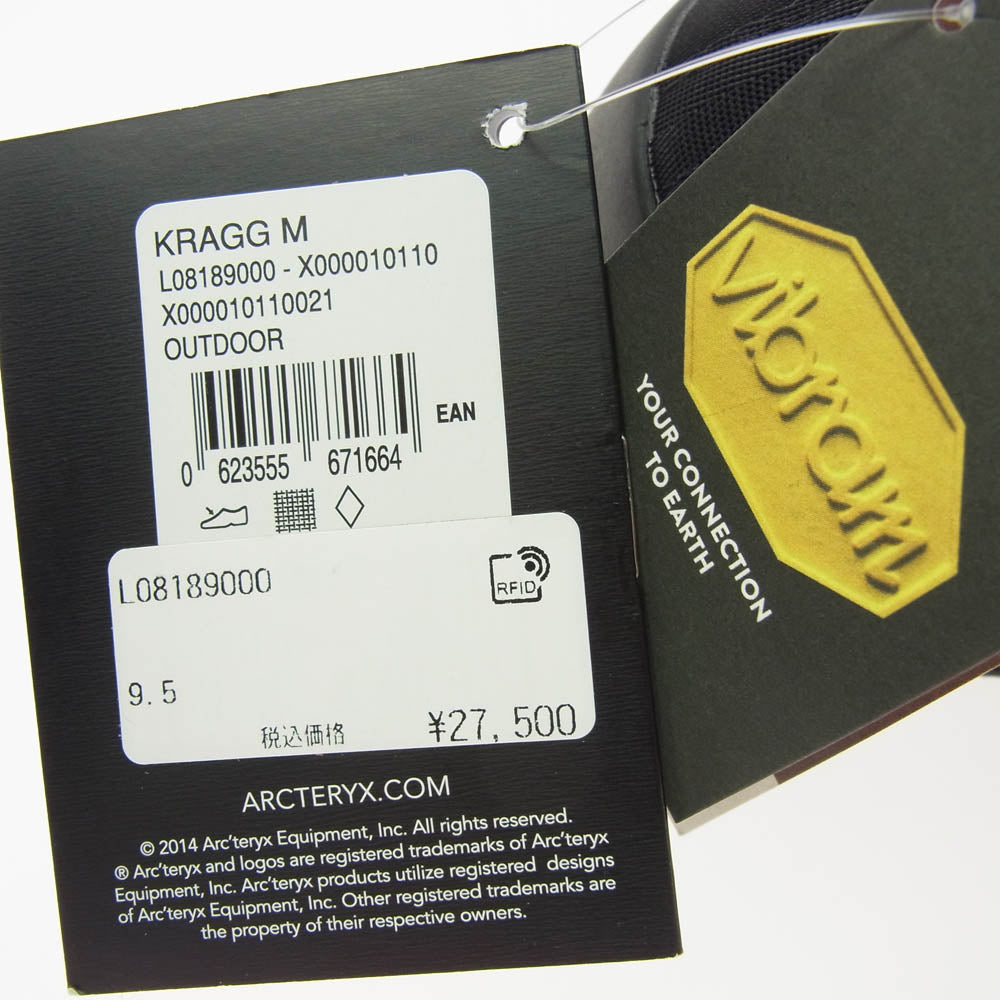 KRAGG M
L08189000 - X000010110
X000010110021
OUTDOOR
EAN
0 623555 671664
L08189000
RFID
9.5
税込価格 ¥27,500
ARCTERYX.COM
© 2014 Arc'teryx Equipment, Inc. All rights reserved.
® Arc'teryx and logos are registered trademarks of Arc'teryx
Equipment, Inc. Arc'teryx products utilize registered designs
of Arc'teryx Equipment, Inc. Other registered trademarks are
the property of their respective owners.
vibram
YOUR CONNECTION
TO EARTH